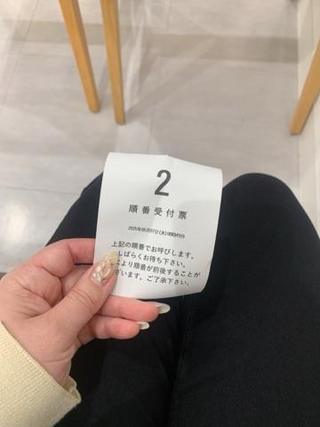 2
順番受付票
上記の順番でお呼びします。
しばらくお待ち下さい。
より順番が前後することが
ざいます。ご了承下さい。